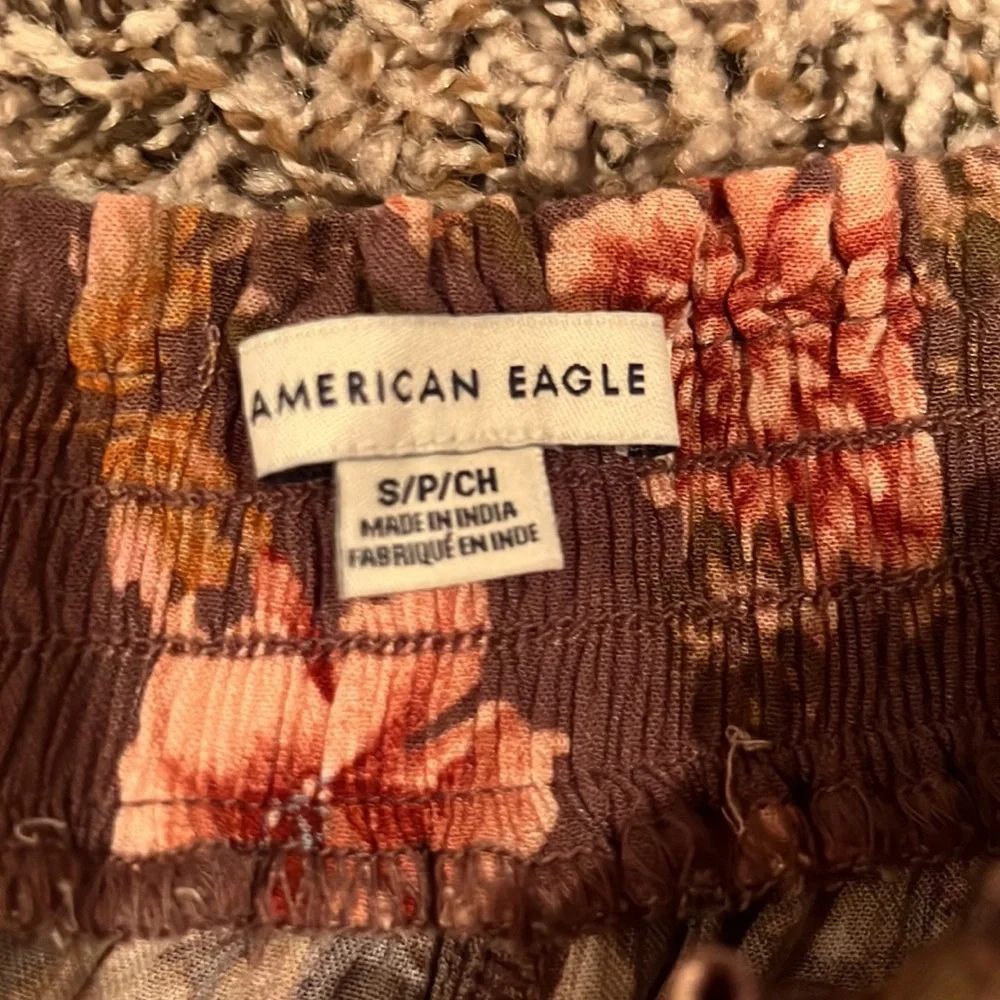 AMERICAN EAGLE
S/P/CH
MADE IN INDIA
FABRIQUÉ EN INDE